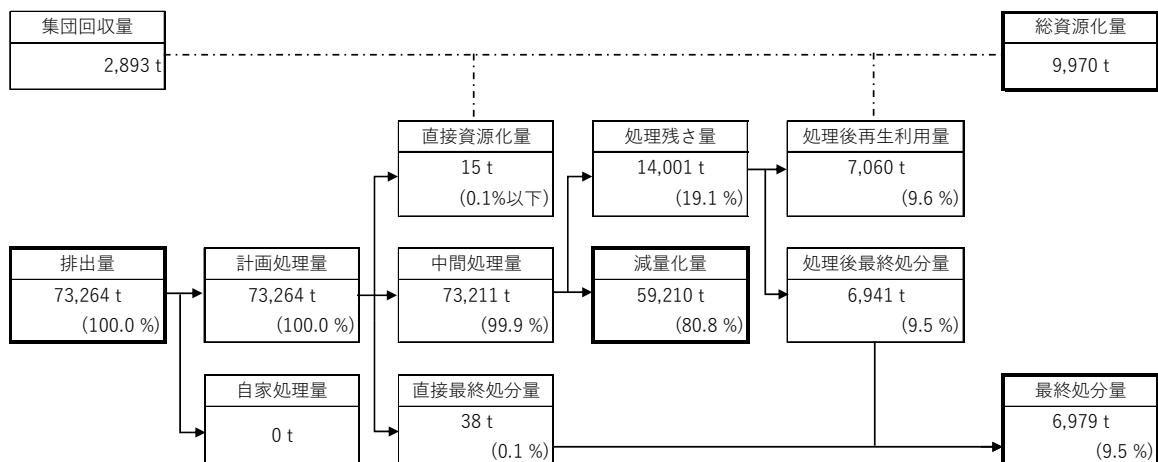 集団回収量
2,893 t
総資源化量
9,970 t
直接資源化量
15 t
(0.1%以下)
処理残さ量
14,001 t
(19.1 %)
処理後再生利用量
7,060 t
(9.6 %)
排出量
73,264 t
(100.0 %)
計画処理量
73,264 t
(100.0 %)
中間処理量
73,211 t
(99.9 %)
減量化量
59,210 t
(80.8 %)
処理後最終処分量
6,941 t
(9.5 %)
自家処理量
0 t
直接最終処分量
38 t
(0.1 %)
最終処分量
6,979 t
(9.5 %)